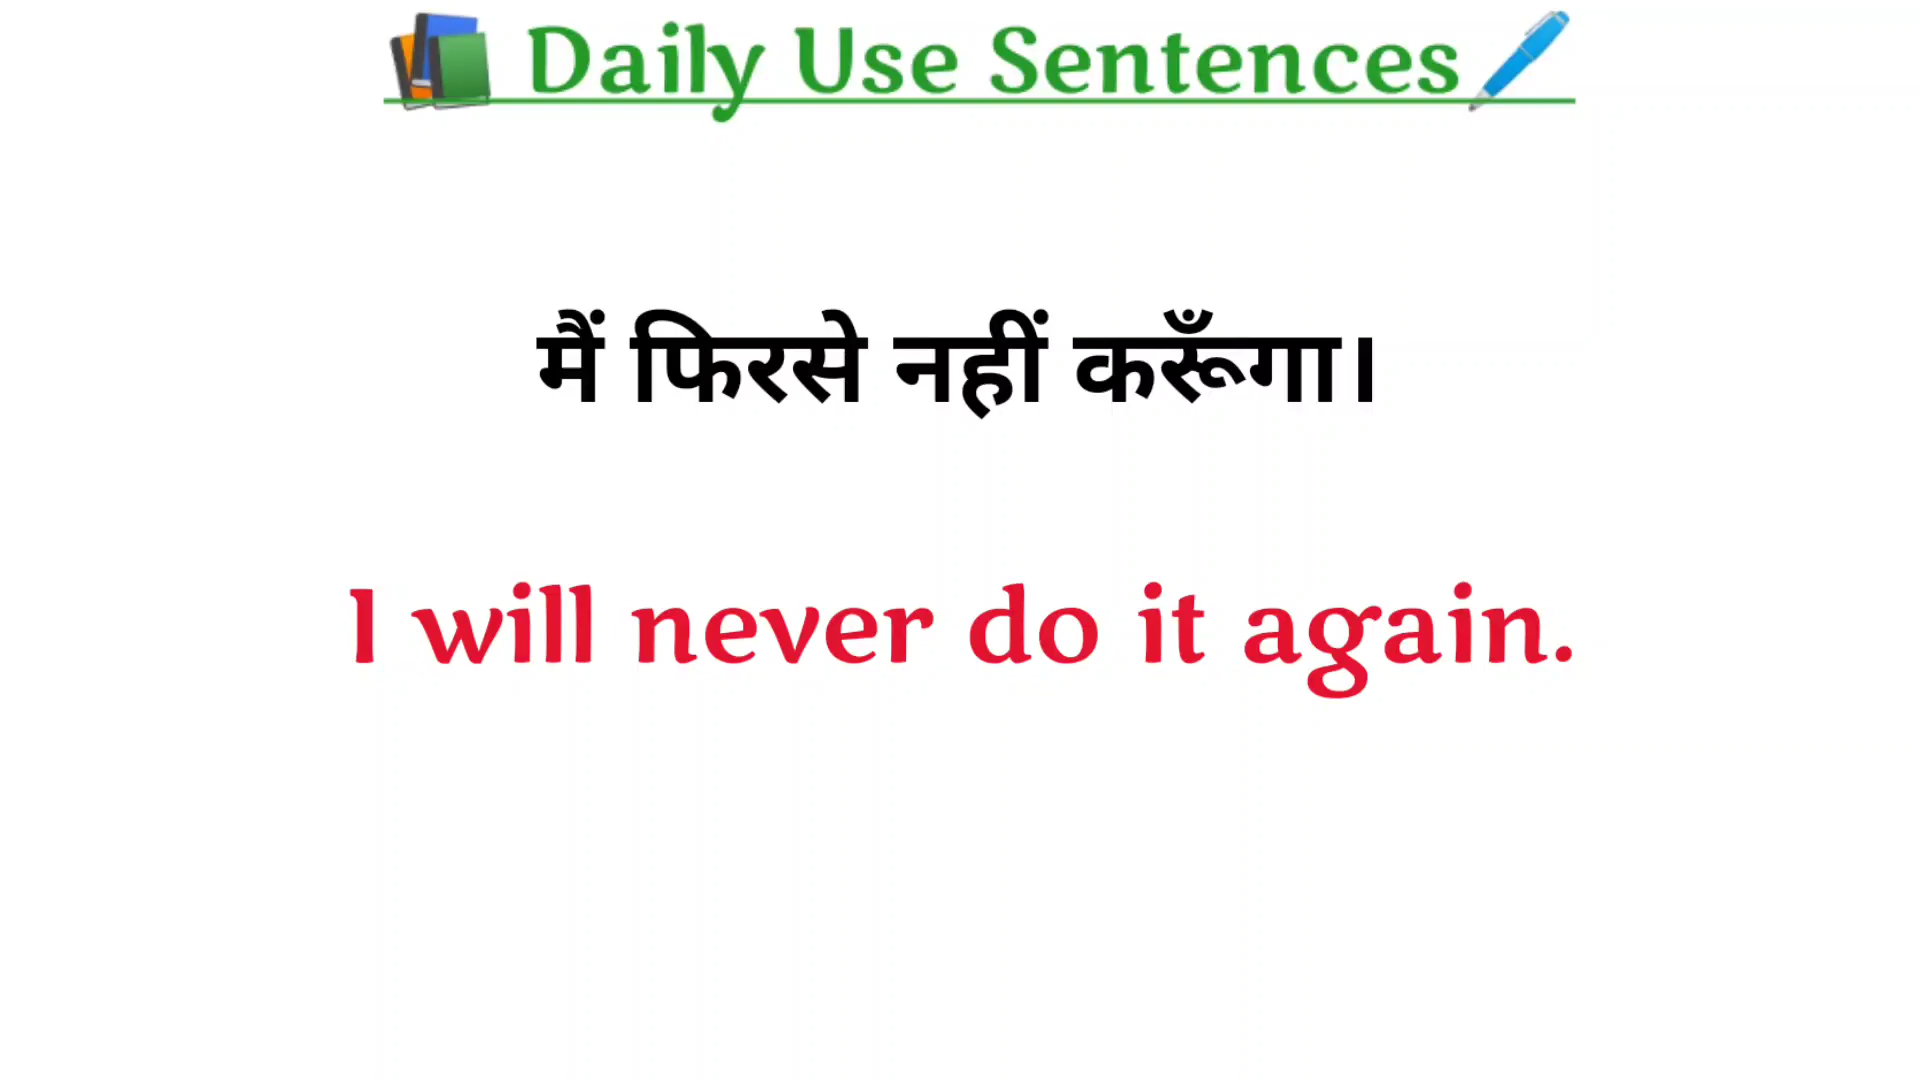 Daily Use Sentences
मैं फिरसे नहीं करूँगा।
I will never do it again.